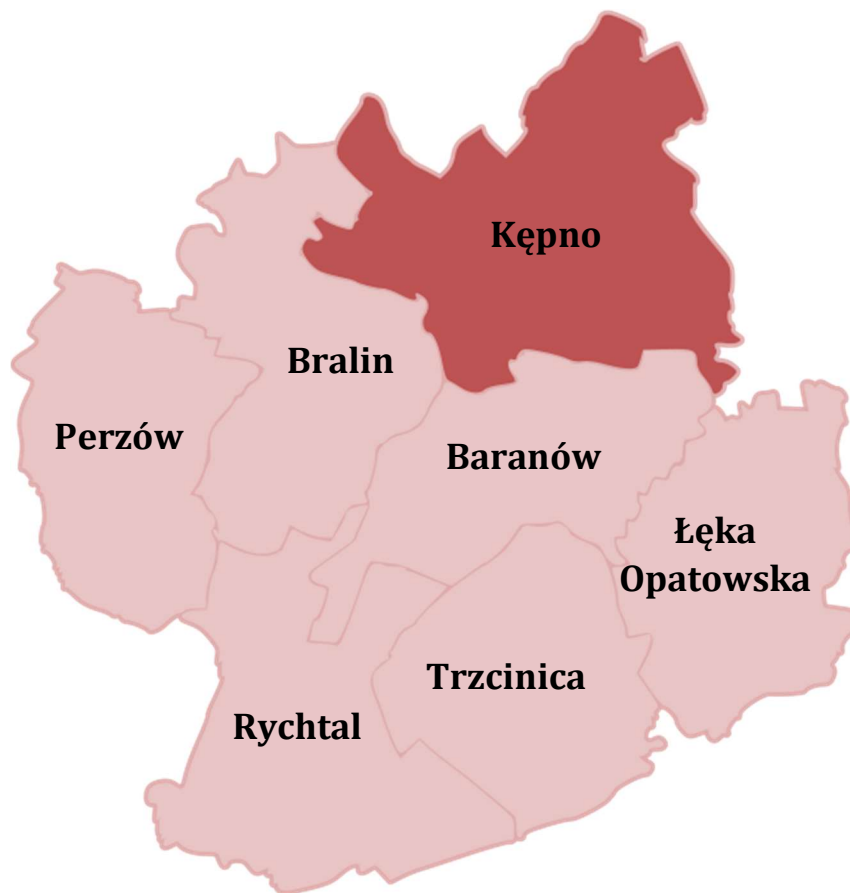 Kępno
Bralin
Perzów
Baranów
Łęka
Opatowska
Trzcinica
Rychtal